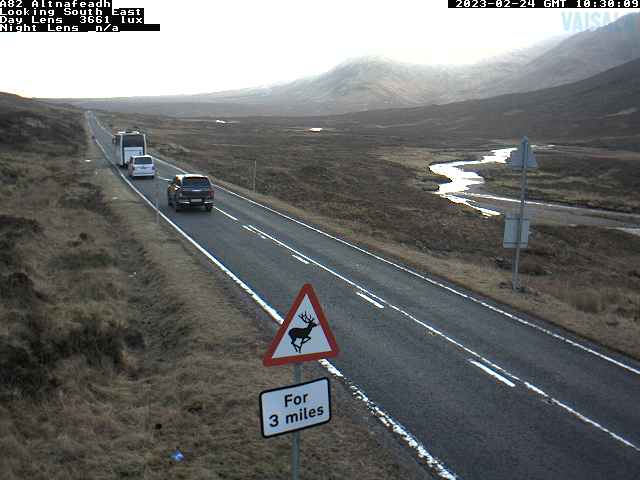 A82 Altnafeadh
Looking South East
Day Lens 3661 lux
Night Lens n/a
2023-02-24 GMT 10:30:09
VAISALA
For
3 miles